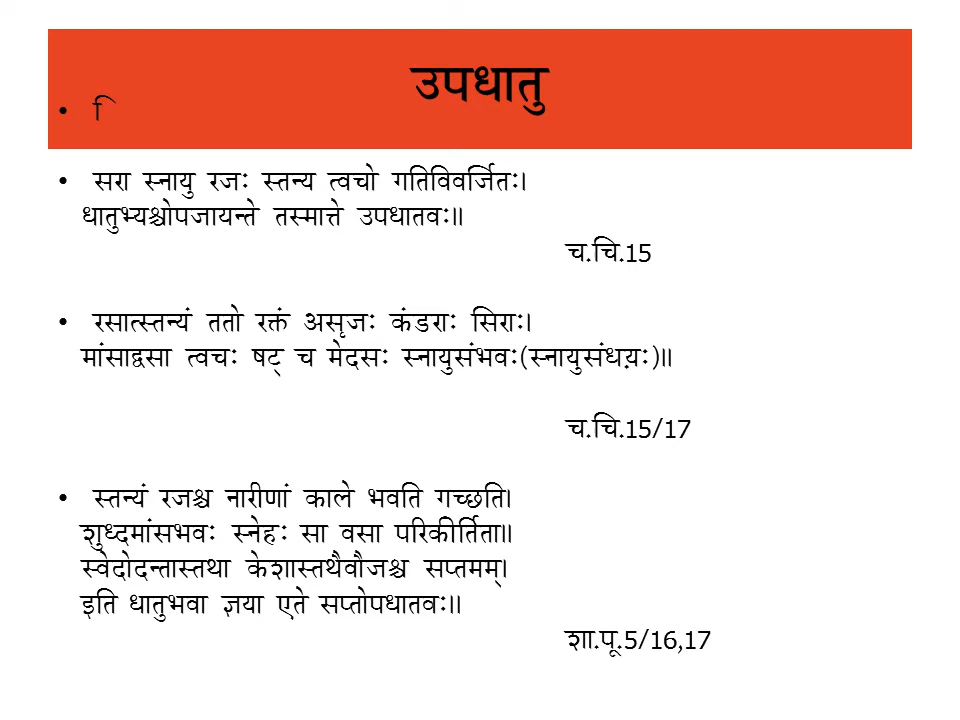 उपधातु
• ि
• सरा स्नायु रजः स्तन्य त्वचो गतिविवर्जितः।
धातुभ्यश्चोपजायन्ते तस्मात्ते उपधातवः॥
च.चि.15
• रसात्स्तन्यं ततो रक्तं असृजः कंडराः सिराः।
मांसाद्वसा त्वचः षट् च मेदसः स्नायुसंभवः(स्नायुसंधय़ः)॥
च.चि.15/17
• स्तन्यं रजश्च नारीणां काले भवति गच्छति।
शुध्दमांसभवः स्नेहः सा वसा परिकीर्तिता॥
स्वेदोदन्तास्तथा केशास्तथैवौजश्च सप्तमम्।
इति धातुभवा ज्ञया एते सप्तोपधातवः॥
शा.पू.5/16,17